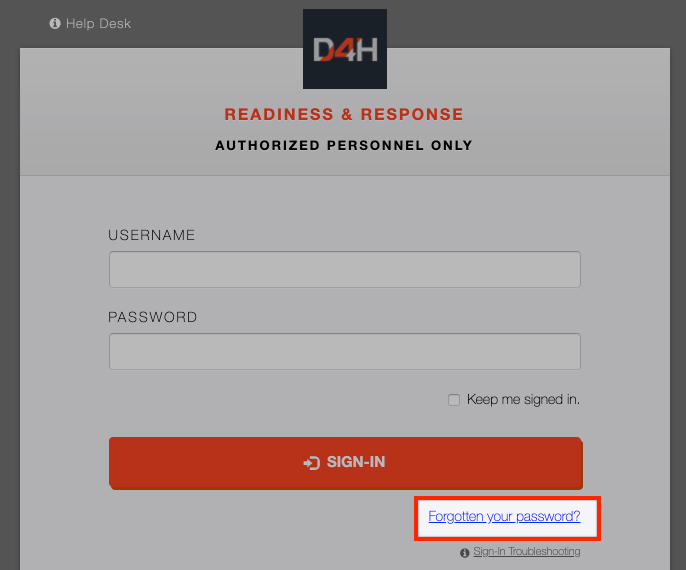 Help Desk
D4H
READINESS & RESPONSE
AUTHORIZED PERSONNEL ONLY
USERNAME
PASSWORD
Keep me signed in.
SIGN-IN
Forgotten your password?
Sign-In Troubleshooting